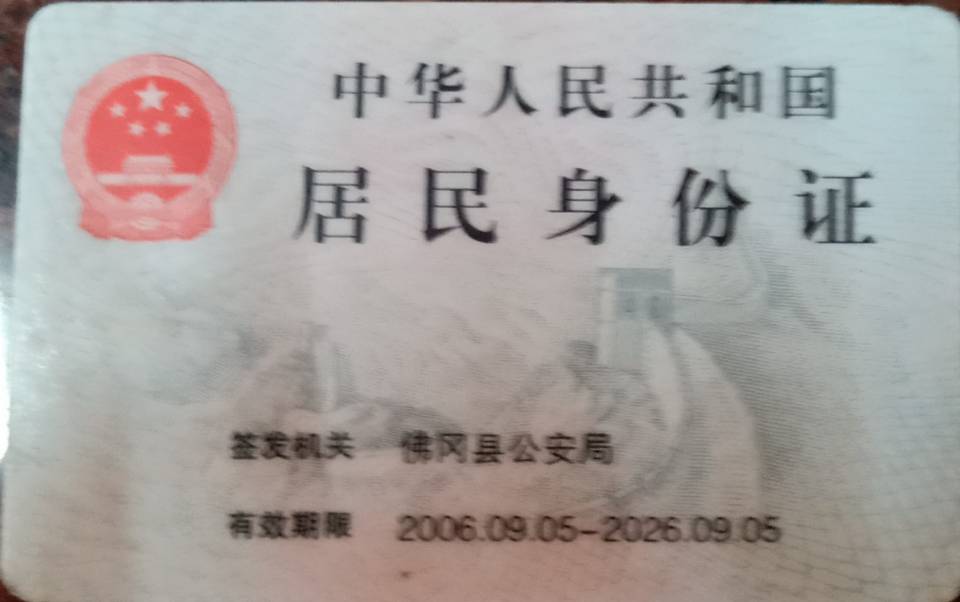 中华人民共和国
居民身份证
签发机关 佛冈县公安局
有效期限 2006.09.05-2026.09.05